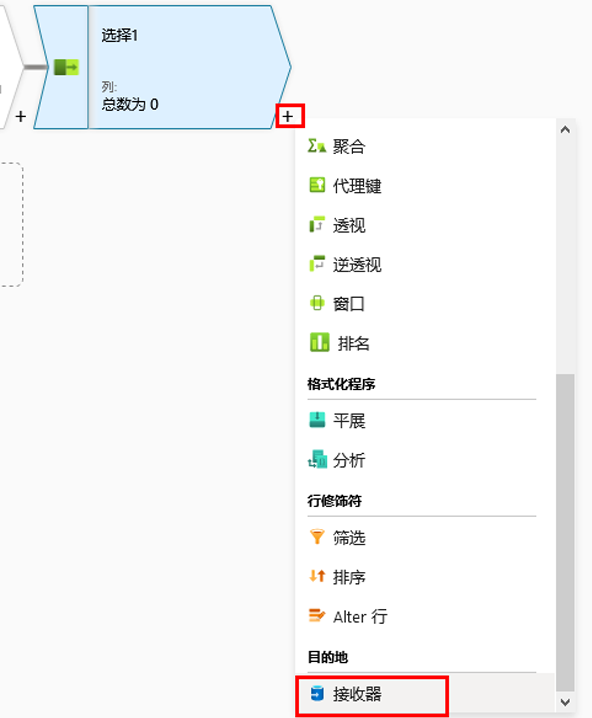 选择1
列:
总数为 0
+
+
聚合
代理键
透视
逆透视
窗口
排名
格式化程序
平展
分析
行修饰符
筛选
排序
Alter 行
目的地
接收器